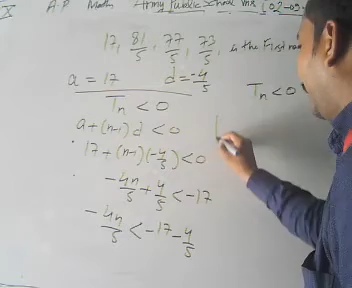 X A.P Math Army Public School
17, 81/5, 77/5, 73/5, is the First
a = 17 d = -4/5
Tn < 0
Tn < 0
a + (n-1) d < 0
17 + (n-1) (-4/5) < 0
-4n/5 + 4/5 < -17
-4n/5 < -17 - 4/5